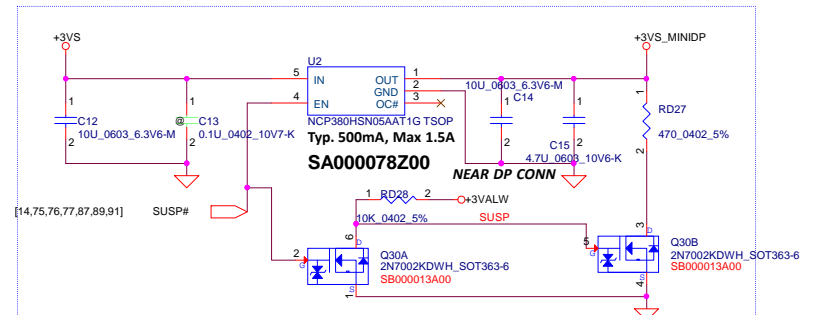 +3VS
+3VS_MINIDP
U2
5 IN OUT 1
GND 2
4 EN OC# 3
NCP380HSN05AAT1G TSOP
Typ. 500mA, Max 1.5A
SA000078Z00
1
C12
2
10U_0603_6.3V6-M
1
@ C13
2
0.1U_0402_10V7-K
10U_0603_6.3V6-M
1
C14
2
1
C15
2
4.7U_0603_10V6-K
NEAR DP CONN
1
RD27
470_0402_5%
2
[14,75,76,77,87,89,91] SUSP#
1 RD28 2 +3VALW
10K_0402_5%
SUSP
6 D
2 G
S 1
Q30A
2N7002KDWH_SOT363-6
SB000013A00
3 D
5 G
S 4
Q30B
2N7002KDWH_SOT363-6
SB000013A00